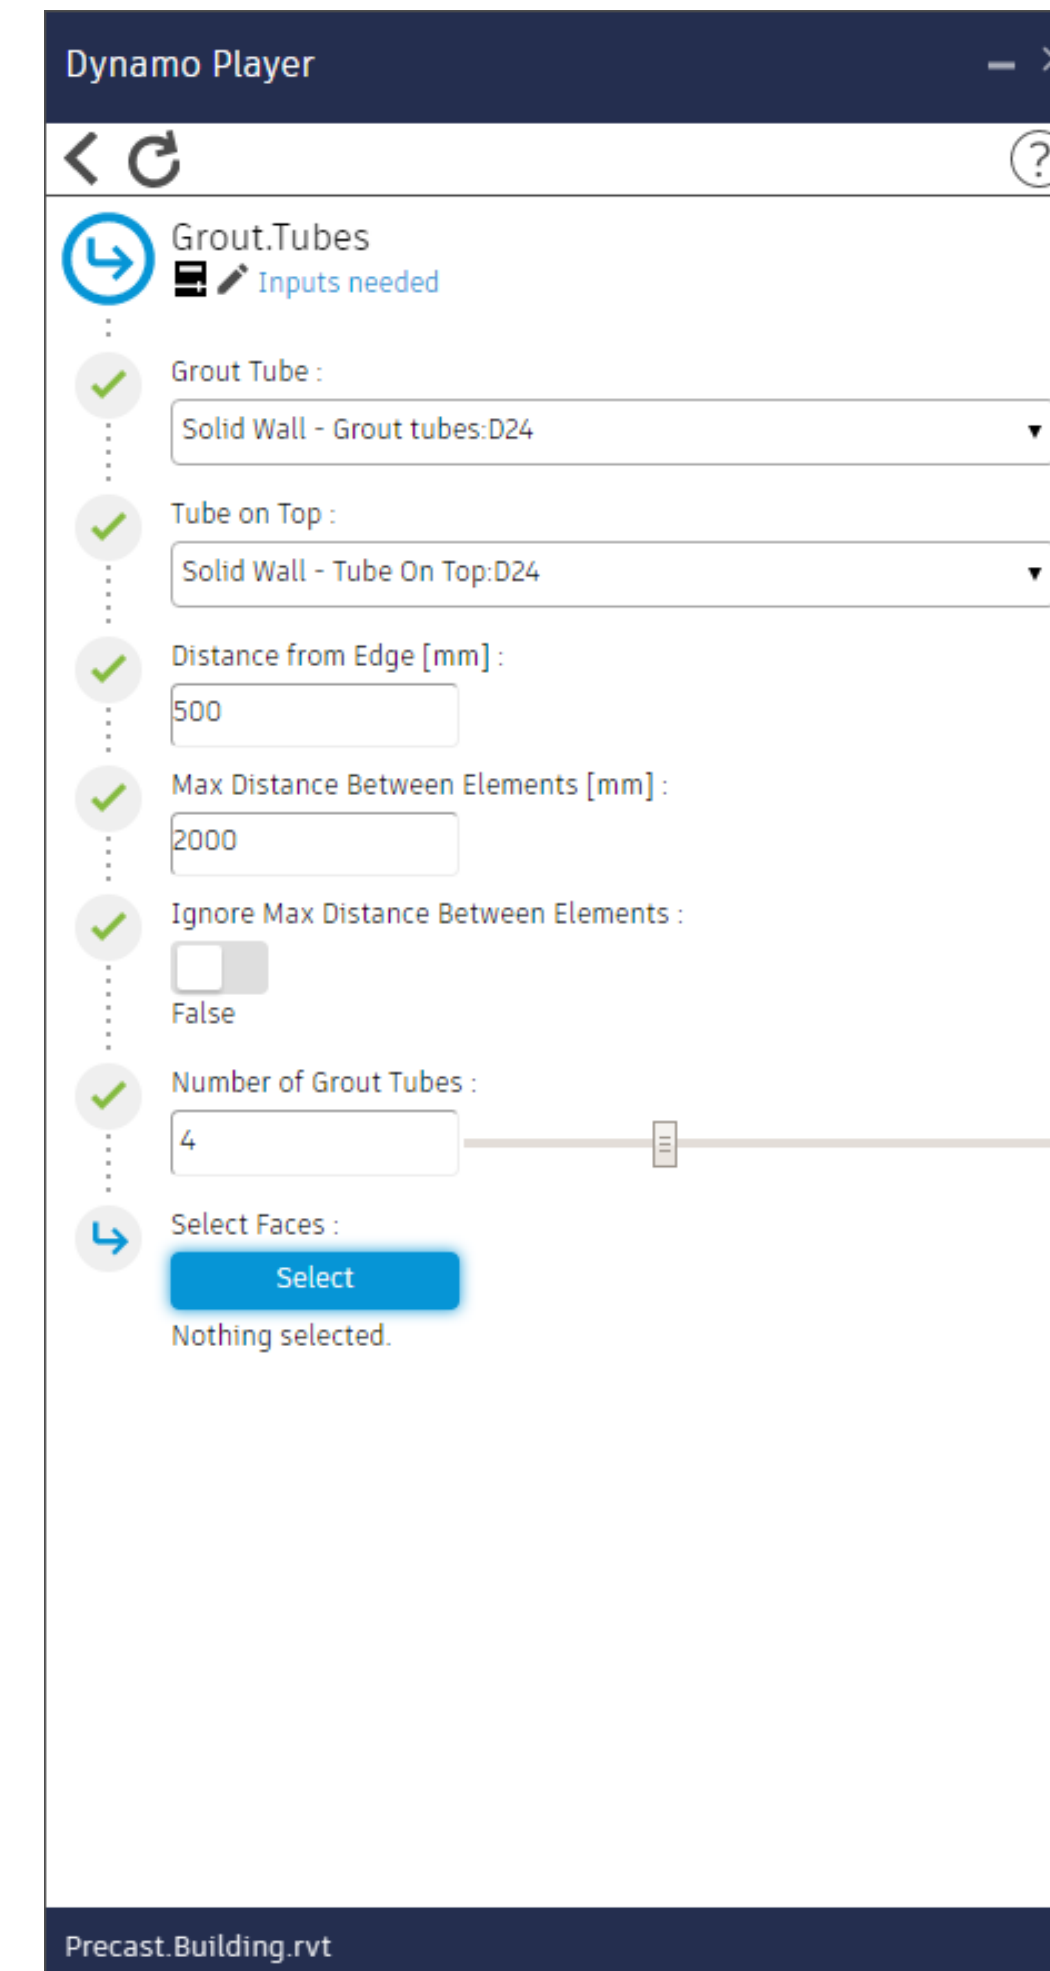 Dynamo Player
?
Grout.Tubes
Inputs needed
Grout Tube :
Solid Wall - Grout tubes:D24
Tube on Top :
Solid Wall - Tube On Top:D24
Distance from Edge [mm] :
500
Max Distance Between Elements [mm] :
2000
Ignore Max Distance Between Elements :
False
Number of Grout Tubes :
4
Select Faces :
Select
Nothing selected.
Precast.Building.rvt